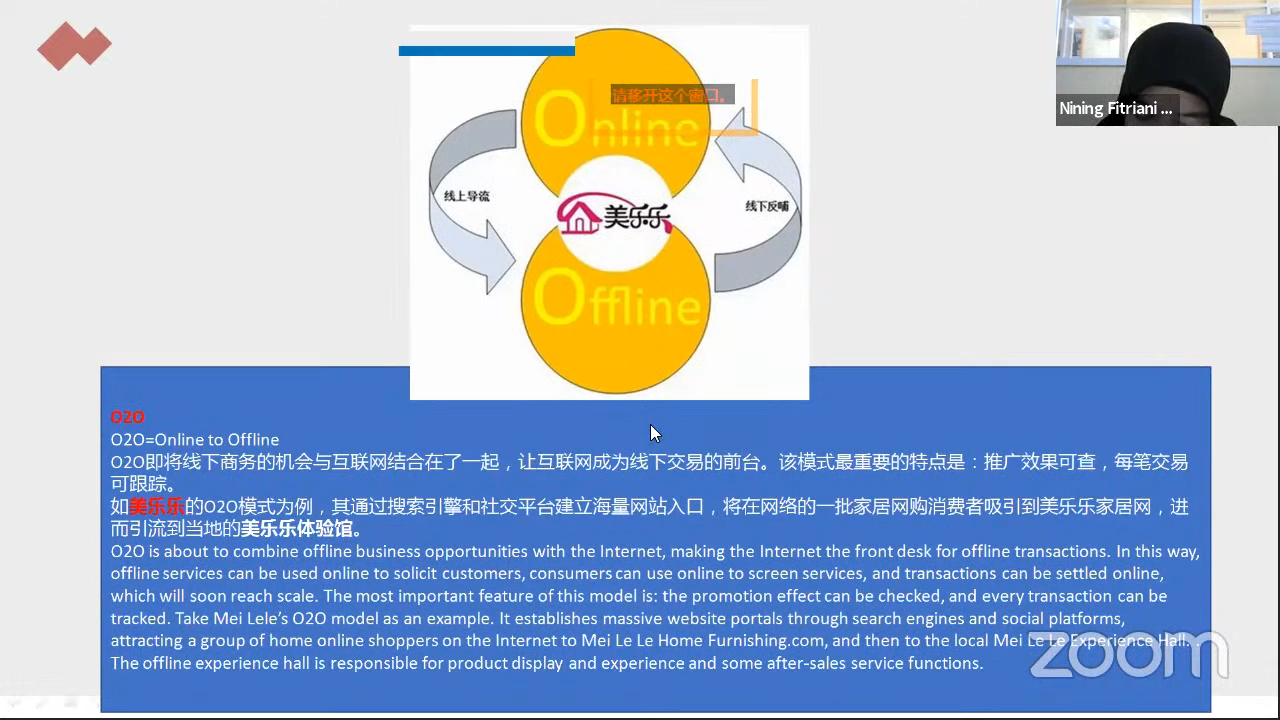 Online
请移开这个窗口。
Nining Fitriani ...
线上导流
美乐乐
线下反哺
Offline
O2O
O2O=Online to Offline
O2O即将线下商务的机会与互联网结合在了一起，让互联网成为线下交易的前台。该模式最重要的特点是：推广效果可查，每笔交易
可跟踪。
如美乐乐的O2O模式为例，其通过搜索引擎和社交平台建立海量网站入口，将在网络的一批家居网购消费者吸引到美乐乐家居网，进
而引流到当地的美乐乐体验馆。
O2O is about to combine offline business opportunities with the Internet, making the Internet the front desk for offline transactions. In this way,
offline services can be used online to solicit customers, consumers can use online to screen services, and transactions can be settled online,
which will soon reach scale. The most important feature of this model is: the promotion effect can be checked, and every transaction can be
tracked. Take Mei Lele's O2O model as an example. It establishes massive website portals through search engines and social platforms,
attracting a group of home online shoppers on the Internet to Mei Le Le Home Furnishing.com, and then to the local Mei Le Le Experience Hall. .
The offline experience hall is responsible for product display and experience and some after-sales service functions.
zoom